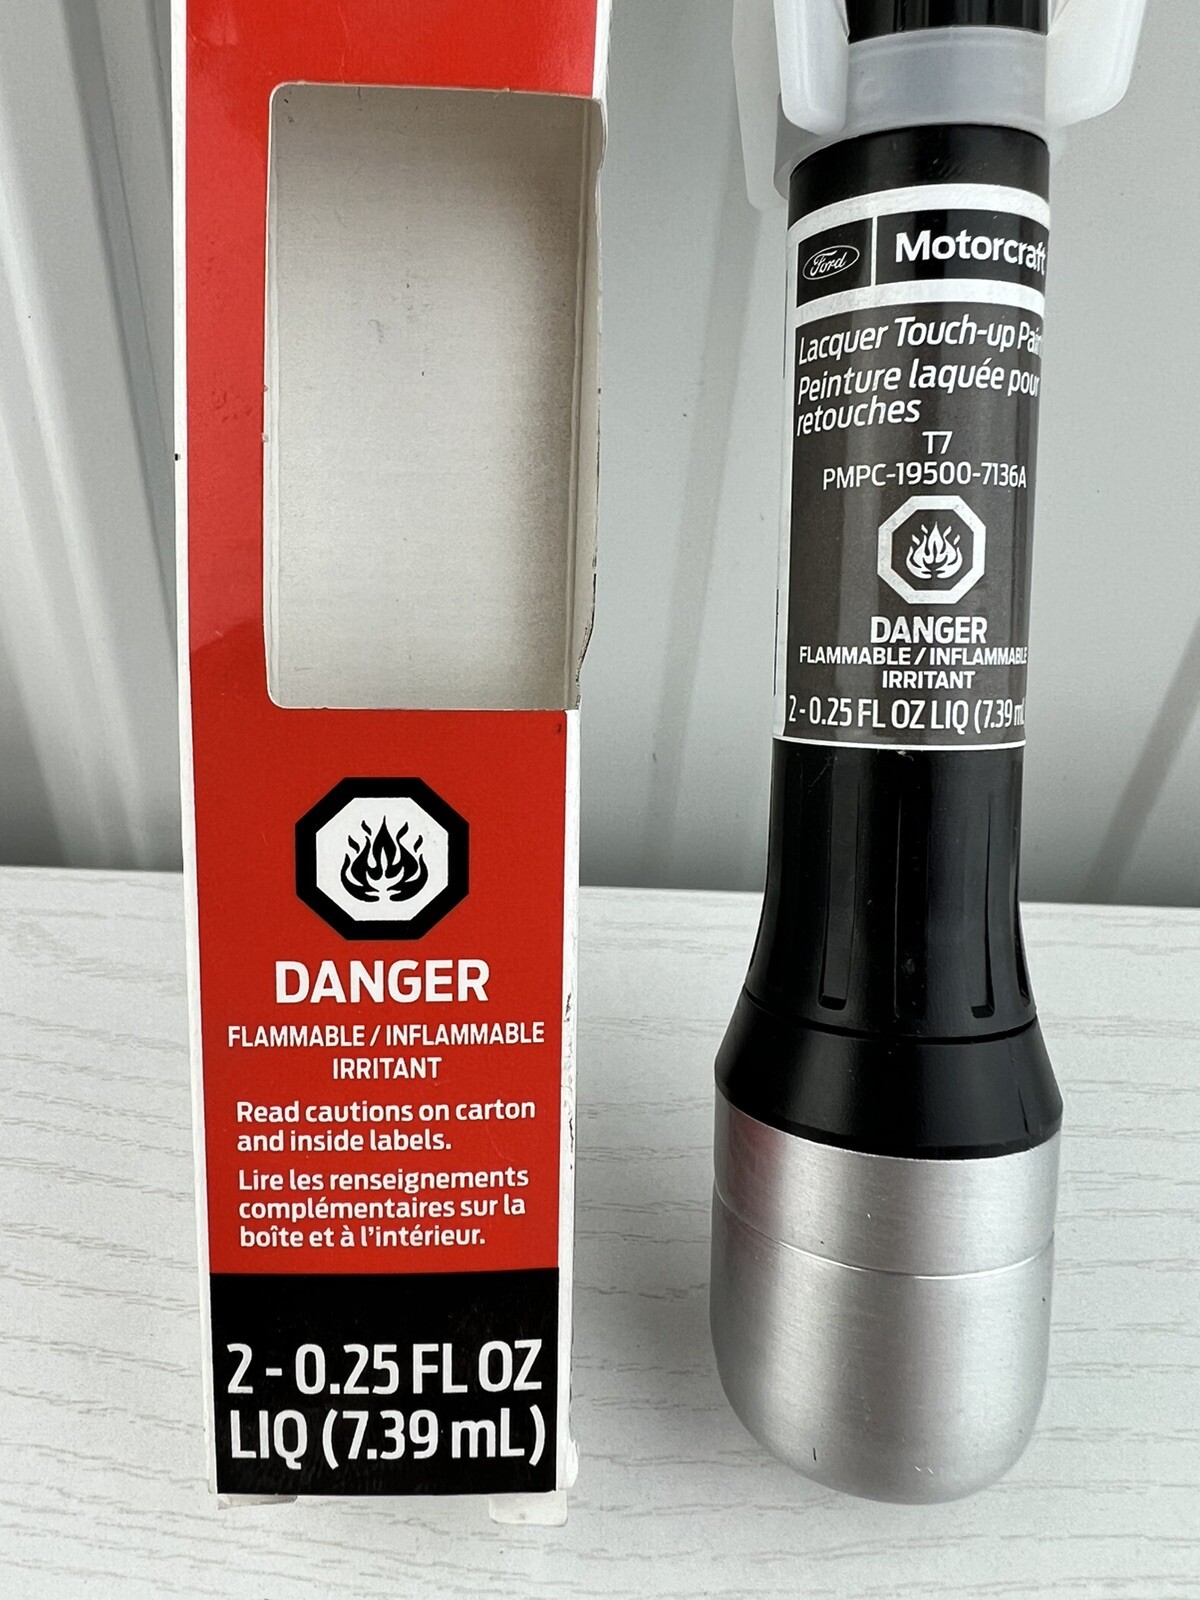 DANGER
FLAMMABLE / INFLAMMABLE
IRRITANT
Read cautions on carton
and inside labels.
Lire les renseignements
complémentaires sur la
boîte et à l'intérieur.
2 - 0.25 FL OZ
LIQ (7.39 mL)
Ford Motorcraft
Lacquer Touch-up
Peinture laquée pour
retouches
T7
PMPC-19500-7136A
DANGER
FLAMMABLE / INFLAMMABLE
IRRITANT
2 - 0.25 FL OZ LIQ (7.39 mL